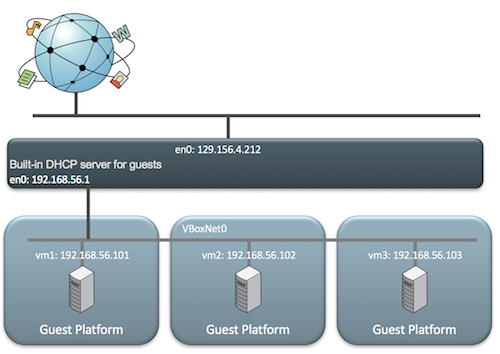 W
en0: 129.156.4.212
Built-in DHCP server for guests
en0: 192.168.56.1
VBoxNet0
vm1: 192.168.56.101
vm2: 192.168.56.102
vm3: 192.168.56.103
Guest Platform
Guest Platform
Guest Platform